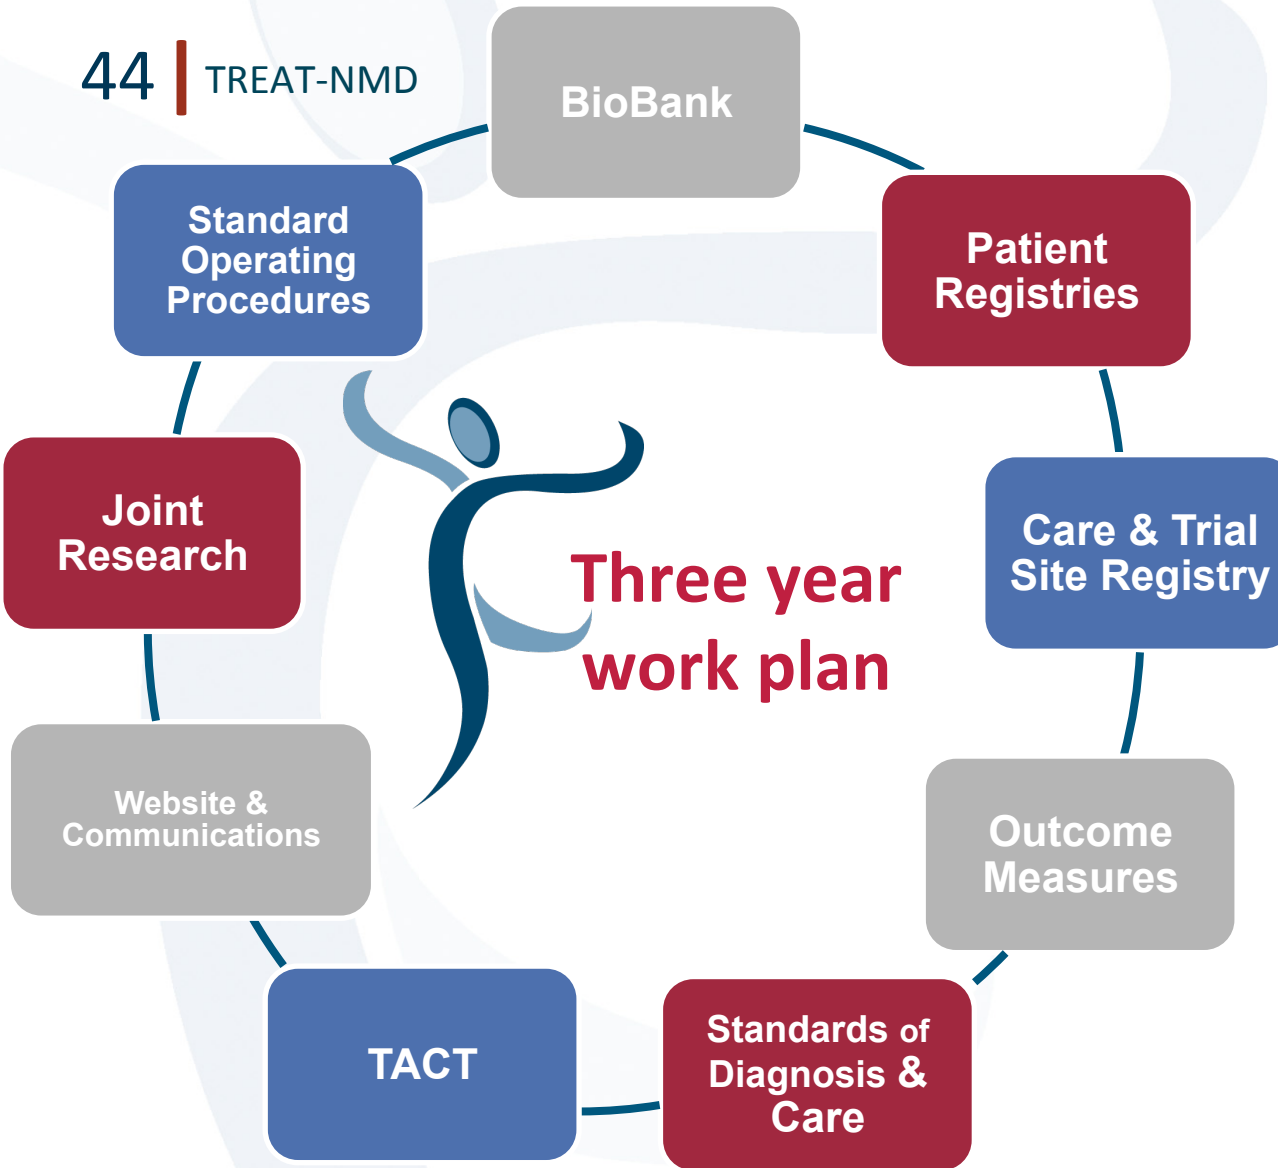 44
TREAT-NMD
BioBank
Patient
Registries
Care & Trial
Site Registry
Outcome
Measures
Standards of
Diagnosis &
Care
TACT
Website &
Communications
Joint
Research
Standard
Operating
Procedures
Three year
work plan